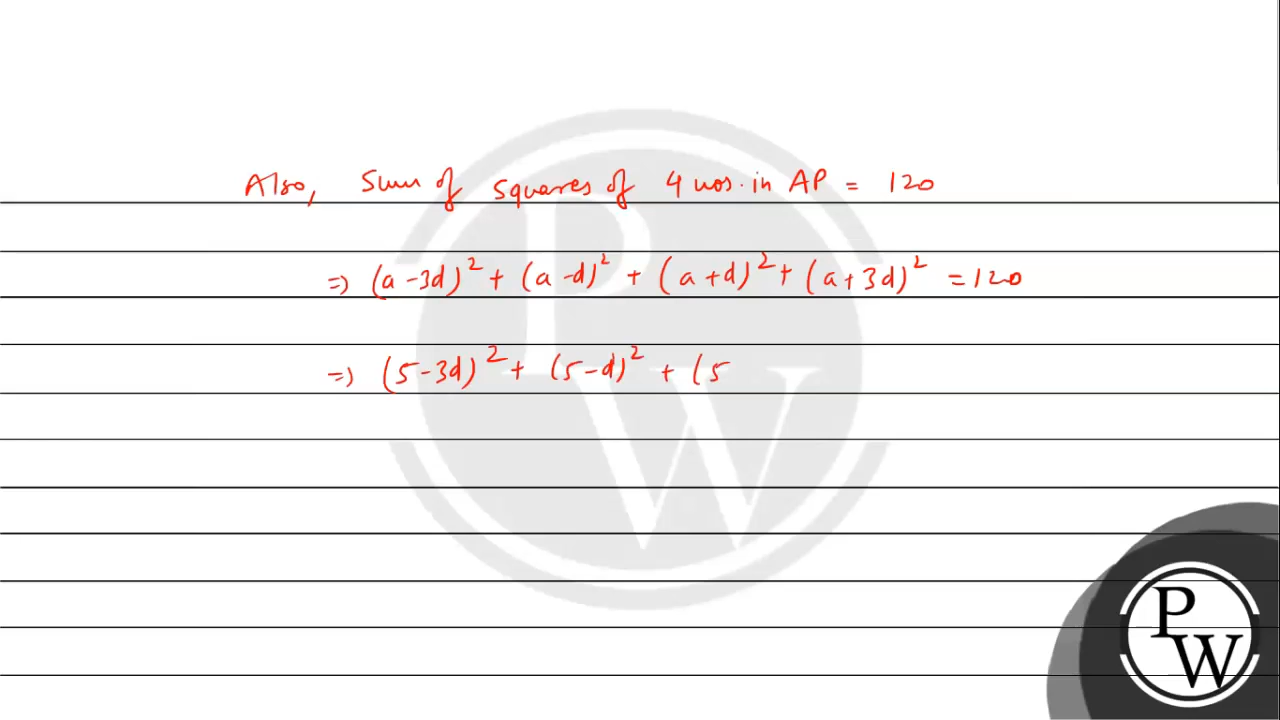 Also, Sum of squares of 4 nos. in AP = 120
=> (a-3d)² + (a-d)² + (a+d)² + (a+3d)² = 120
=> (5-3d)² + (5-d)² + (5
PW
PW